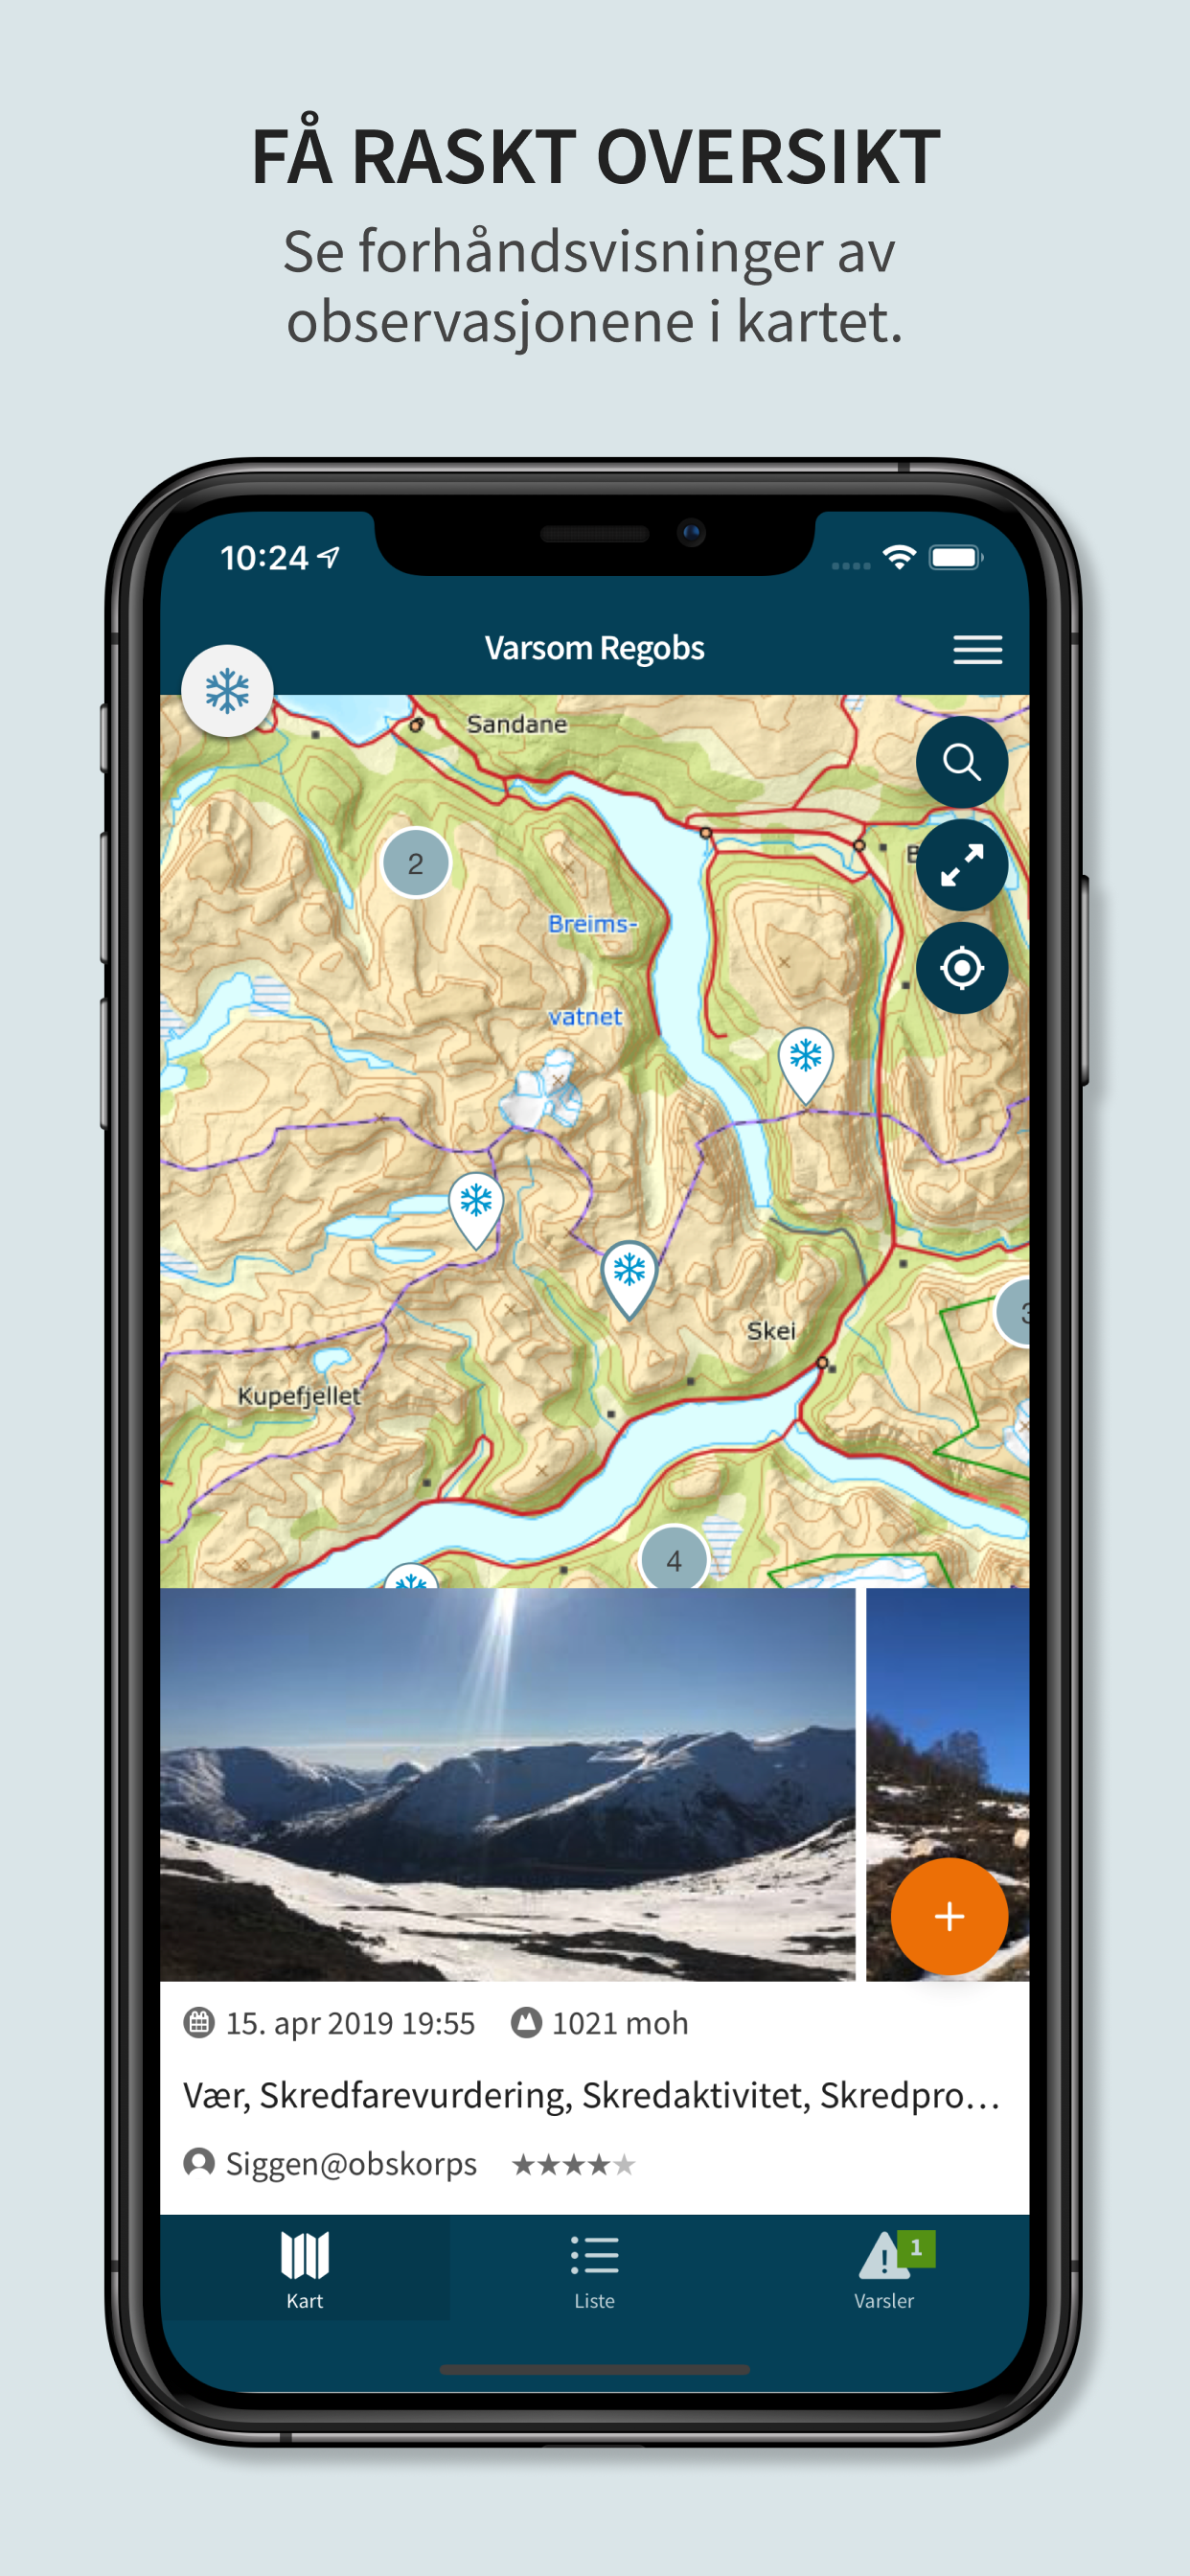 FÅ RASKT OVERSIKT
Se forhåndsvisninger av
observasjonene i kartet.
10:24
Varsom Regobs
Sandane
2
Breims-
vatnet
Skei
3
Kupefjellet
4
15. apr 2019 19:55 1021 moh
Vær, Skredfarevurdering, Skredaktivitet, Skredpro...
Siggen@obskorps ★★★★★
1
Kart Liste Varsler